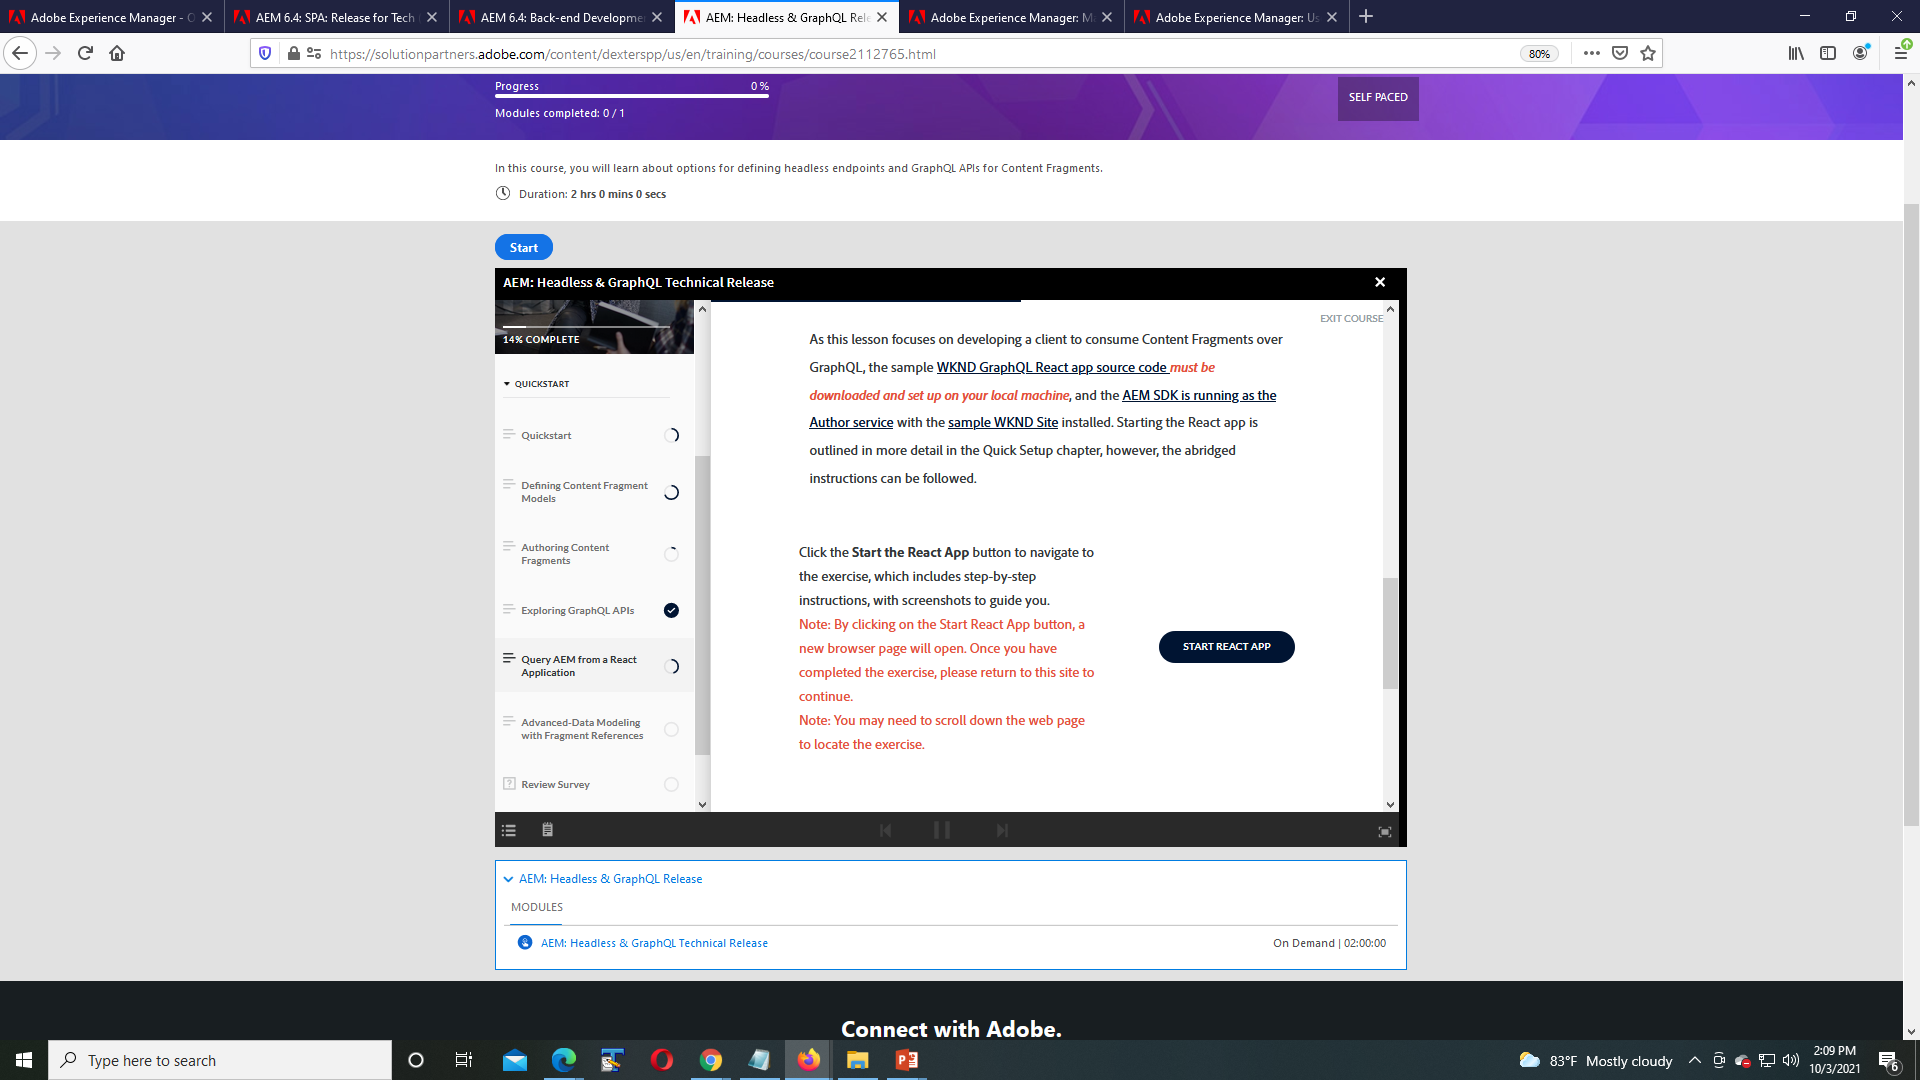 Adobe Experience Manager - O
AEM 6.4: SPA: Release for Tech
AEM 6.4: Back-end Developme
AEM: Headless & GraphQL Rele
Adobe Experience Manager: M
Adobe Experience Manager: Us
https://solutionpartners.adobe.com/content/dexterspp/us/en/training/courses/course2112765.html
80%
Progress
0 %
Modules completed: 0 / 1
SELF PACED
In this course, you will learn about options for defining headless endpoints and GraphQL APIs for Content Fragments.
Duration: 2 hrs 0 mins 0 secs
Start
AEM: Headless & GraphQL Technical Release
14% COMPLETE
QUICKSTART
Quickstart
Defining Content Fragment
Models
Authoring Content
Fragments
Exploring GraphQL APIs
Query AEM from a React
Application
Advanced-Data Modeling
with Fragment References
Review Survey
EXIT COURSE
As this lesson focuses on developing a client to consume Content Fragments over
GraphQL, the sample WKND GraphQL React app source code must be
downloaded and set up on your local machine, and the AEM SDK is running as the
Author service with the sample WKND Site installed. Starting the React app is
outlined in more detail in the Quick Setup chapter, however, the abridged
instructions can be followed.
Click the Start the React App button to navigate to
the exercise, which includes step-by-step
instructions, with screenshots to guide you.
Note: By clicking on the Start React App button, a
new browser page will open. Once you have
completed the exercise, please return to this site to
continue.
Note: You may need to scroll down the web page
to locate the exercise.
START REACT APP
AEM: Headless & GraphQL Release
MODULES
AEM: Headless & GraphQL Technical Release
On Demand | 02:00:00
Connect with Adobe.
Type here to search
83°F Mostly cloudy
2:09 PM
10/3/2021
6